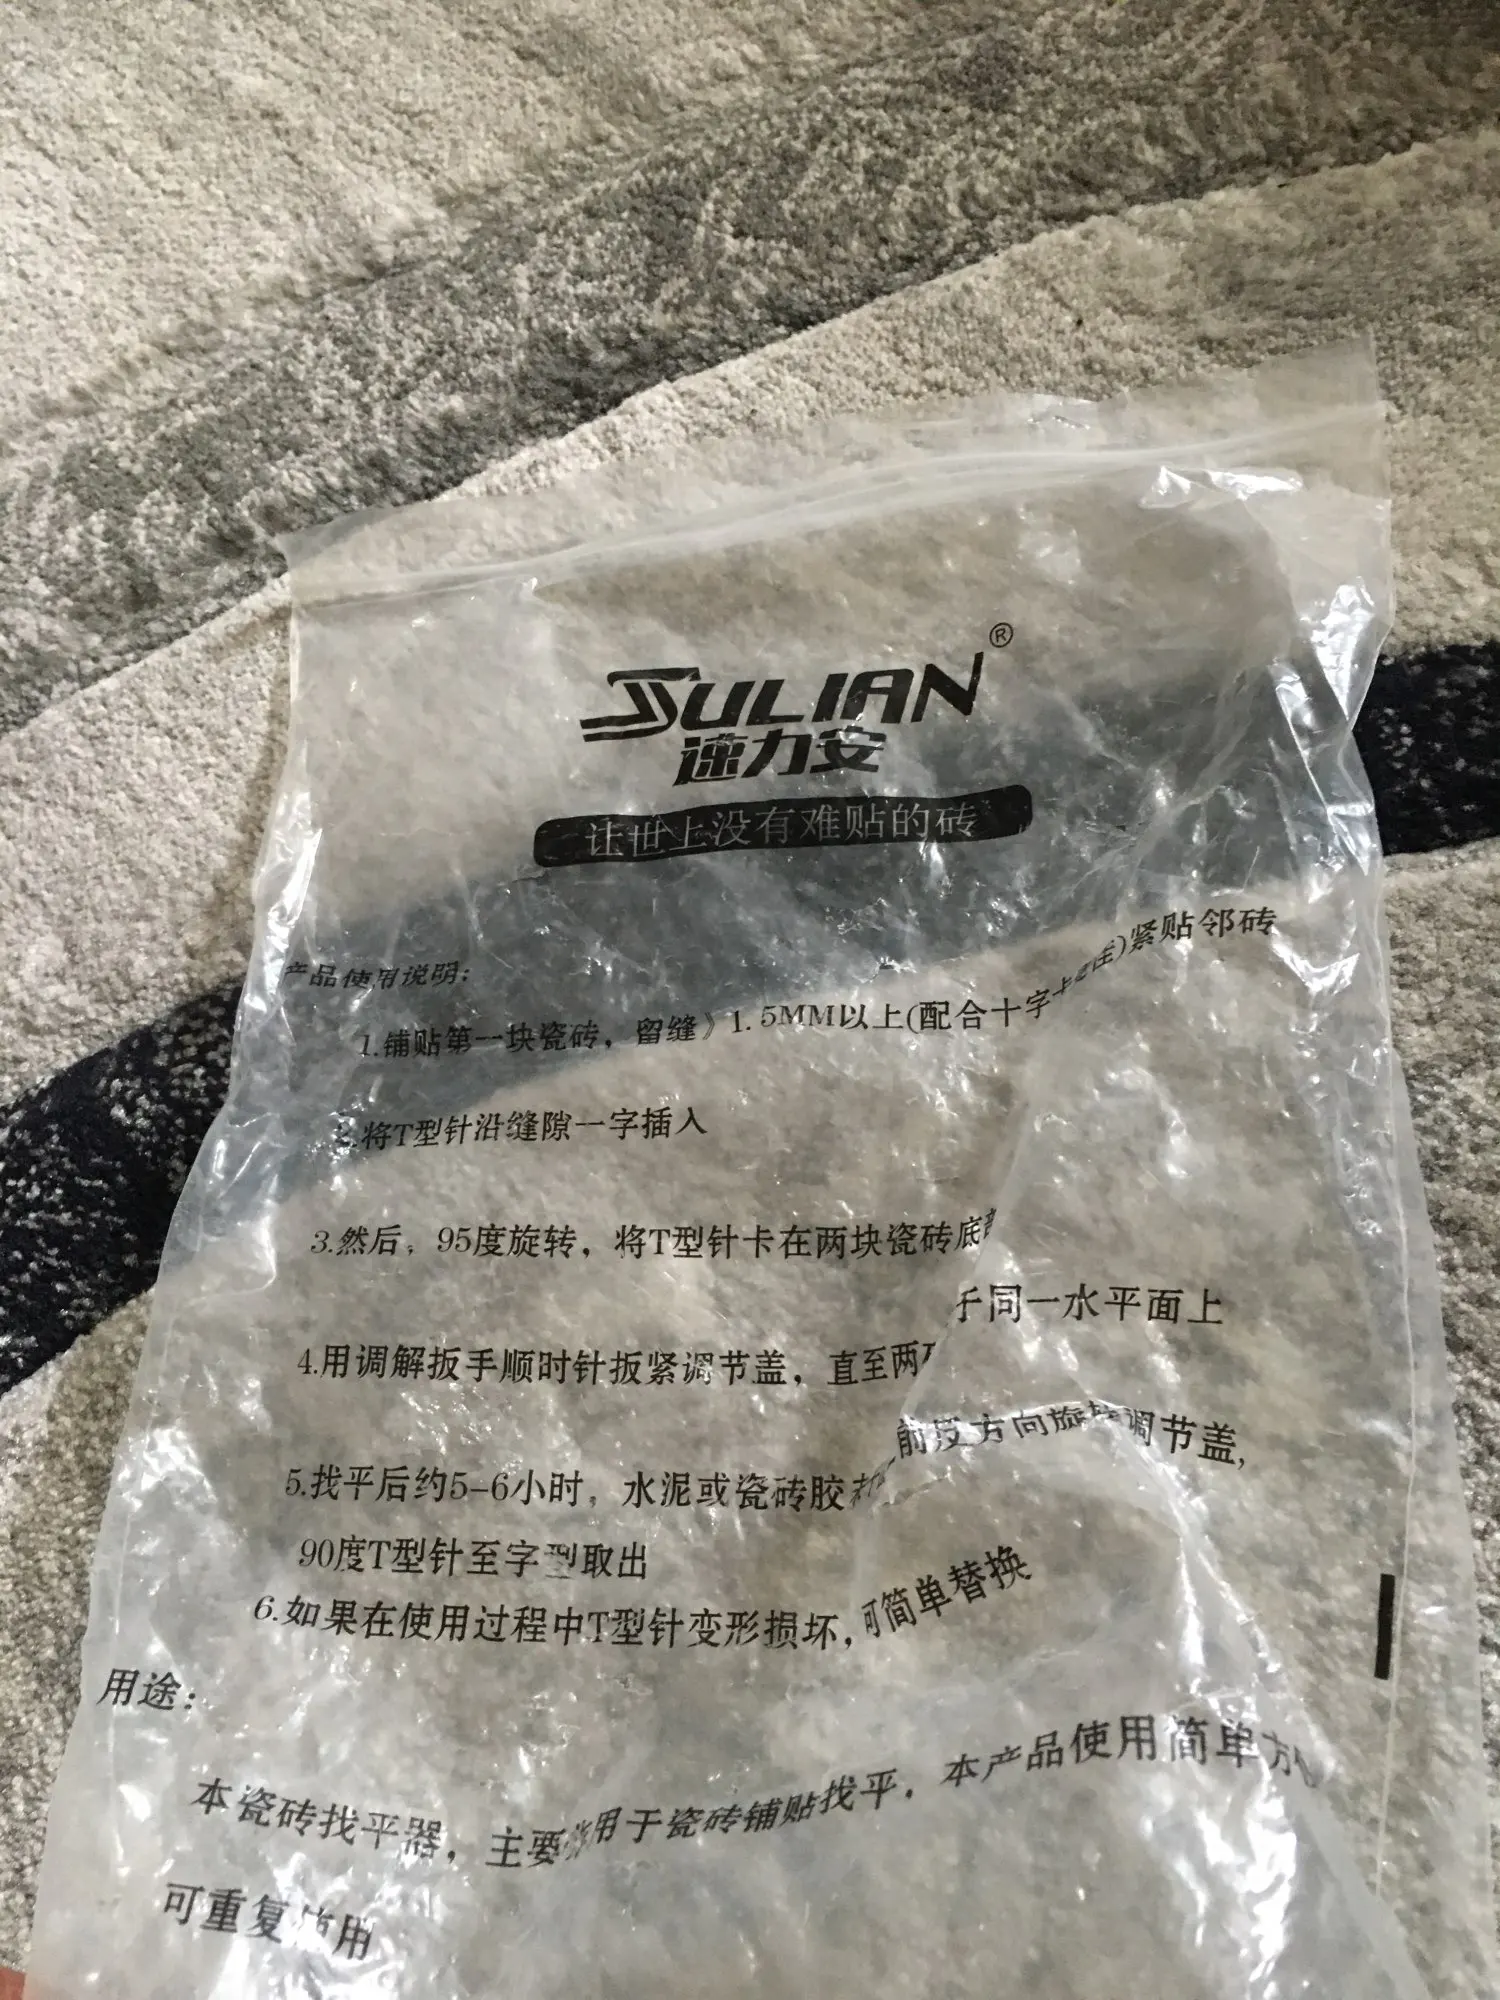 SULIAN®
速力安
让世上没有难贴的砖
产品使用说明:
1.铺贴第一块瓷砖，留缝》1.5MM以上(配合十字卡 紧贴邻砖
2.将T型针沿缝隙一字插入
3.然后，95度旋转，将T型针卡在两块瓷砖底
4.用调解扳手顺时针扳紧调节盖，直至两 于同一水平面上
5.找平后约5-6小时，水泥或瓷砖胶 前按方向旋转调节盖,
90度T型针至字型取出
6.如果在使用过程中T型针变形损坏,可简单替换
用途:
本瓷砖找平器，主要 用于瓷砖铺贴找平，本产品使用简单方
可重复使用